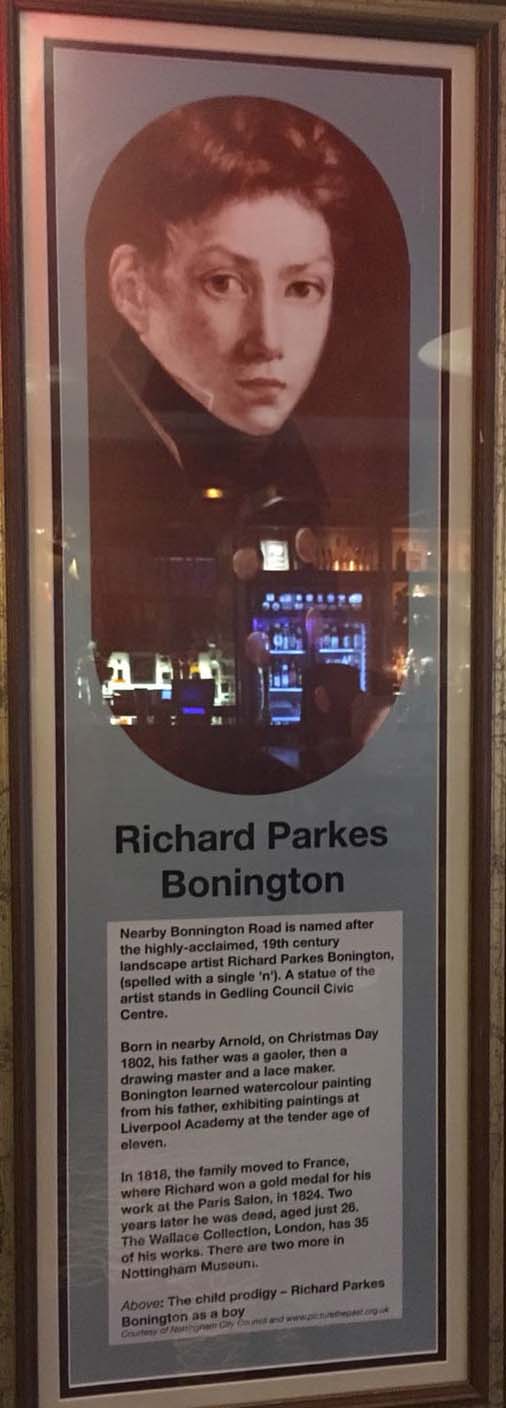 Richard Parkes
Bonington
Nearby Bonnington Road is named after
the highly-acclaimed, 19th century
landscape artist Richard Parkes Bonington,
(spelled with a single 'n'). A statue of the
artist stands in Gedling Council Civic
Centre.
Born in nearby Arnold, on Christmas Day
1802, his father was a gaoler, then a
drawing master and a lace maker.
Bonington learned watercolour painting
from his father, exhibiting paintings at
Liverpool Academy at the tender age of
eleven.
In 1818, the family moved to France,
where Richard won a gold medal for his
work at the Paris Salon, in 1824. Two
years later he was dead, aged just 26.
The Wallace Collection, London, has 35
of his works. There are two more in
Nottingham Museum.
Above: The child prodigy – Richard Parkes
Bonington as a boy
Courtesy of Nottingham City Council and www.picturethepast.org.uk